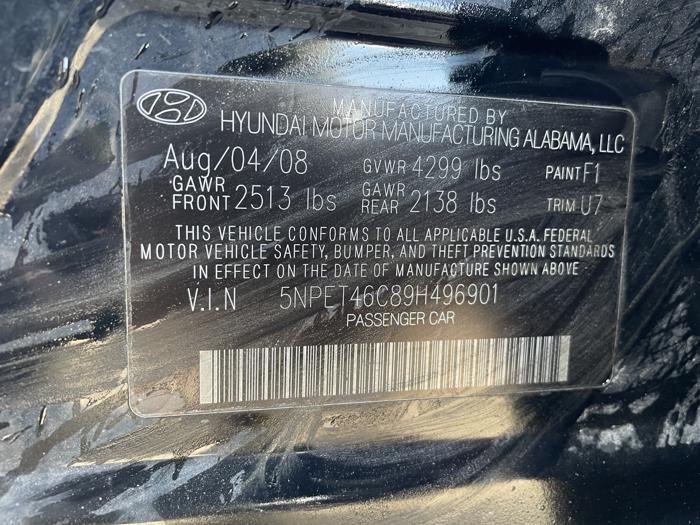 MANUFACTURED BY
HYUNDAI MOTOR MANUFACTURING ALABAMA, LLC
Aug/04/08 GVWR 4299 lbs PAINT F1
GAWR FRONT 2513 lbs GAWR REAR 2138 lbs TRIM U7
THIS VEHICLE CONFORMS TO ALL APPLICABLE U.S.A. FEDERAL
MOTOR VEHICLE SAFETY, BUMPER, AND THEFT PREVENTION STANDARDS
IN EFFECT ON THE DATE OF MANUFACTURE SHOWN ABOVE
V.I.N 5NPET46C89H496901
PASSENGER CAR